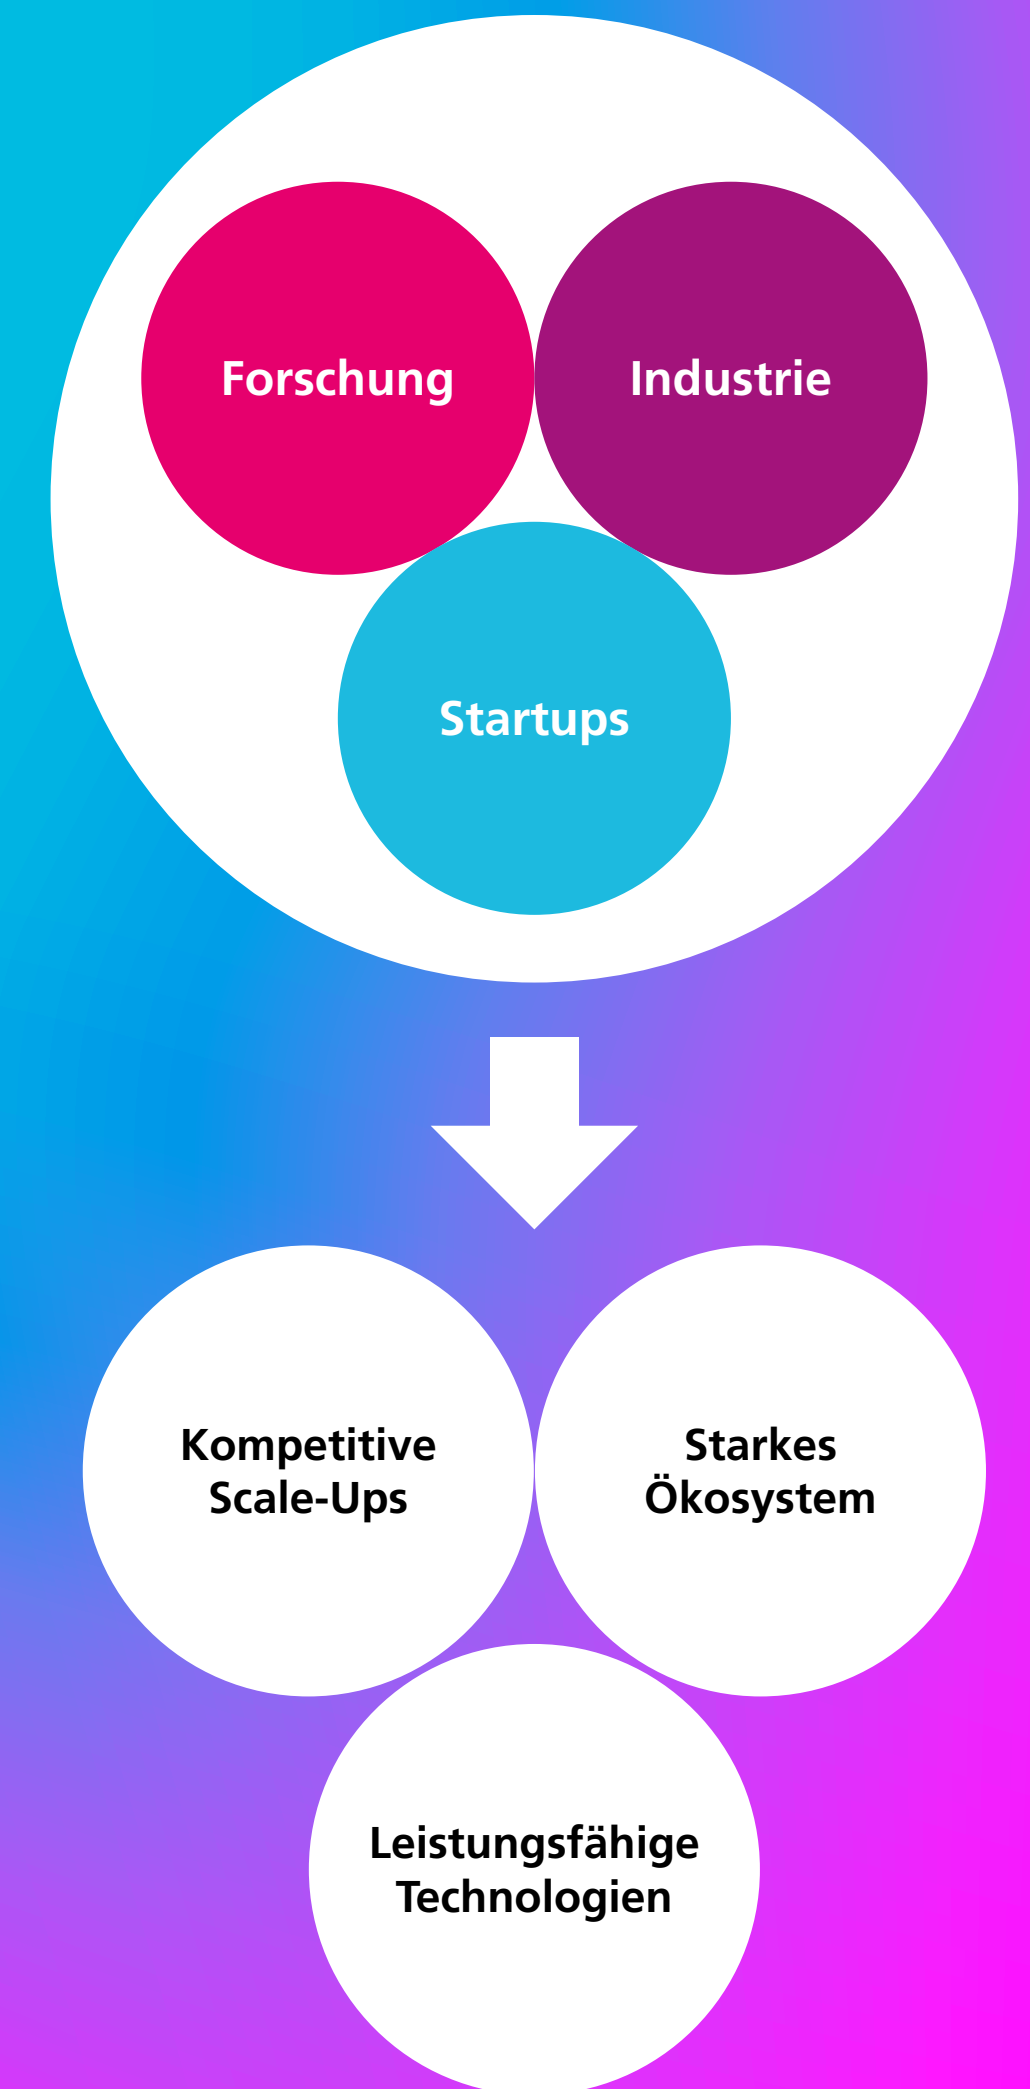 Forschung
Industrie
Startups
Kompetitive
Scale-Ups
Starkes
Ökosystem
Leistungsfähige
Technologien